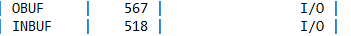 | OBUF | 567 | I/O |
| INBUF | 518 | I/O |